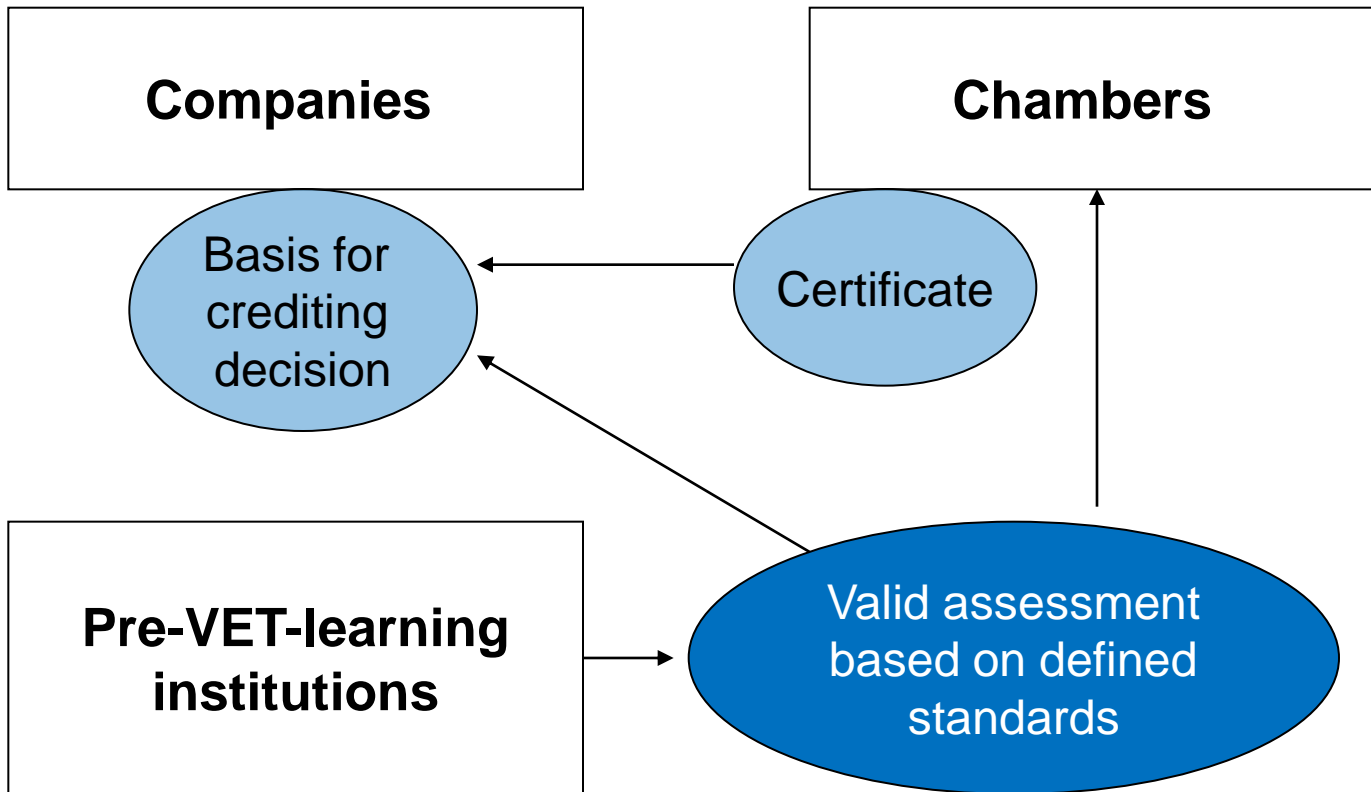 Companies
Chambers
Basis for
crediting
decision
Certificate
Pre-VET-learning
institutions
Valid assessment
based on defined
standards